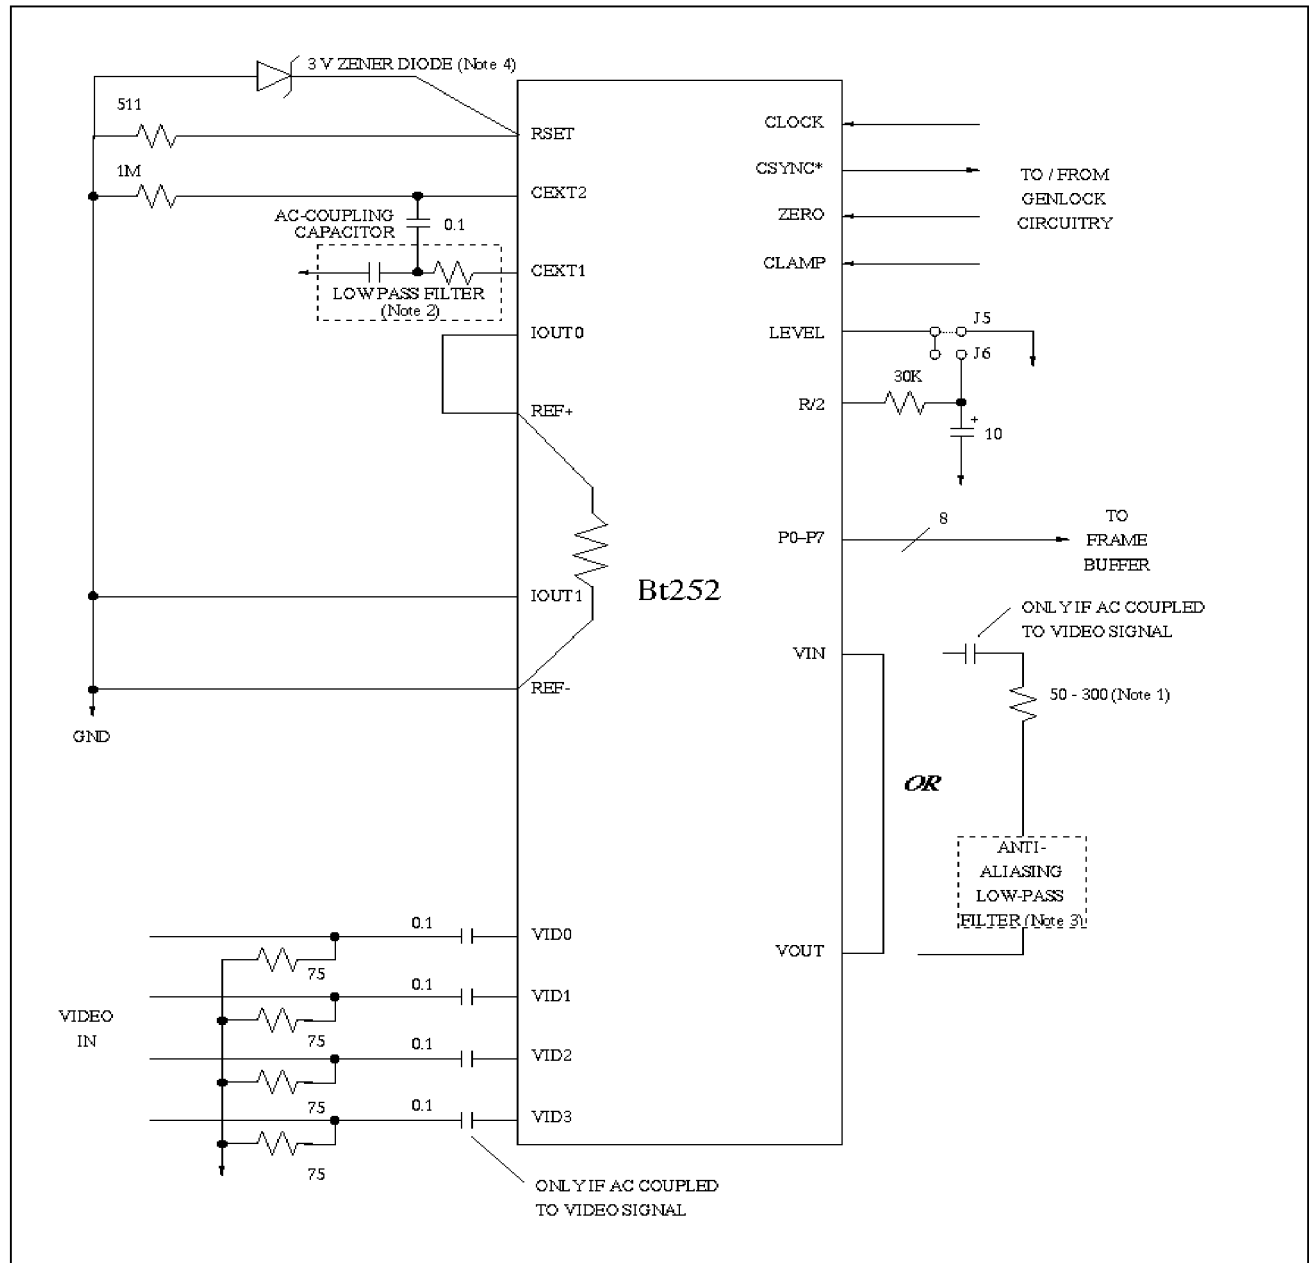 3 V ZENER DIODE (Note 4)
511
RSET
1M
CEXT2
AC-COUPLING
CAPACITOR
0.1
CEXT1
LOW PASS FILTER
(Note 2)
IOUT0
REF+
IOUT1
REF-
GND
Bt252
CLOCK
CSYNC*
ZERO
CLAMP
TO / FROM
GENLOCK
CIRCUITRY
LEVEL
J5
J6
30K
R/2
+
10
P0–P7
8
TO
FRAME
BUFFER
ONLY IF AC COUPLED
TO VIDEO SIGNAL
VIN
50 - 300 (Note 1)
OR
ANTI-
ALIASING
LOW-PASS
FILTER (Note 3)
VOUT
VIDEO
IN
0.1
VID0
75
0.1
VID1
75
0.1
VID2
75
0.1
VID3
75
ONLY IF AC COUPLED
TO VIDEO SIGNAL